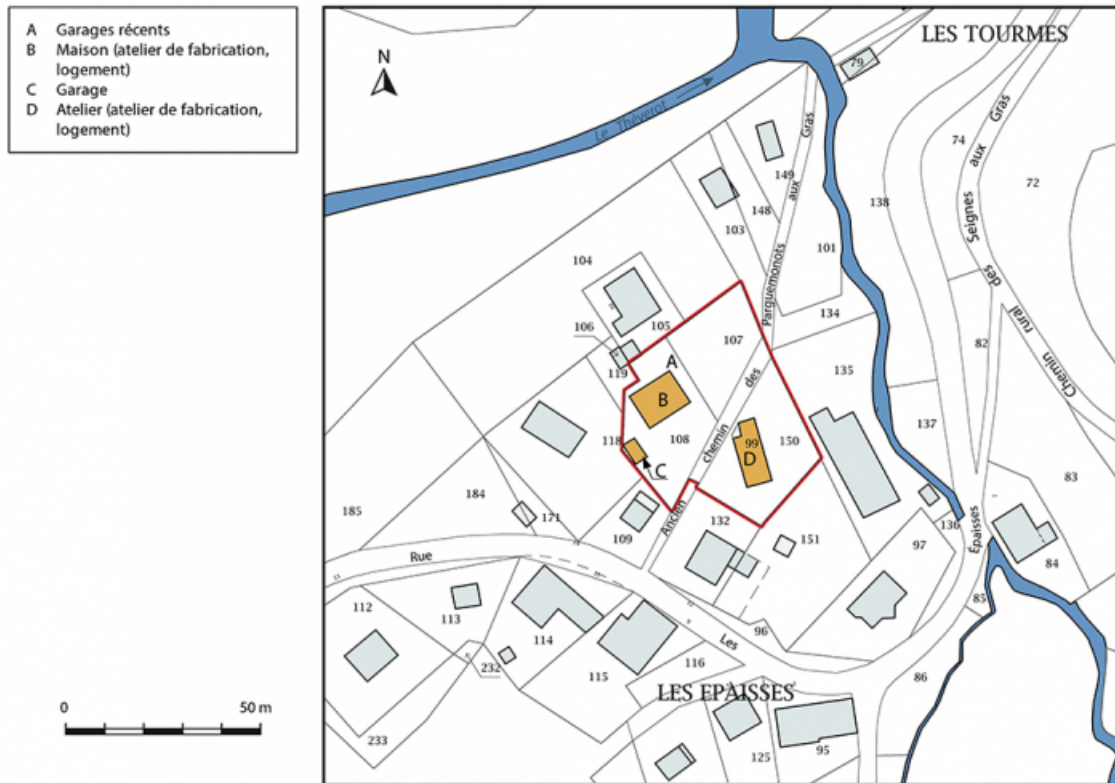 A Garages récents
B Maison (atelier de fabrication,
logement)
C Garage
D Atelier (atelier de fabrication,
logement)
N
LES TOURMES
79
Le Théverot
Gras
aux
74
72
149
148
aux
138
Seignes
103
101
des
104
Parguemonots
rural
134
106
105
107
82
Chemin
119
A
des
135
B
137
118
108
chemin
99
150
D
C
83
185
184
171
Ancien
109
132
151
136
Épaisses
97
84
Rue
112
113
114
85
96
Les
232
115
116
86
LES EPAISSES
233
125
95
0 50 m